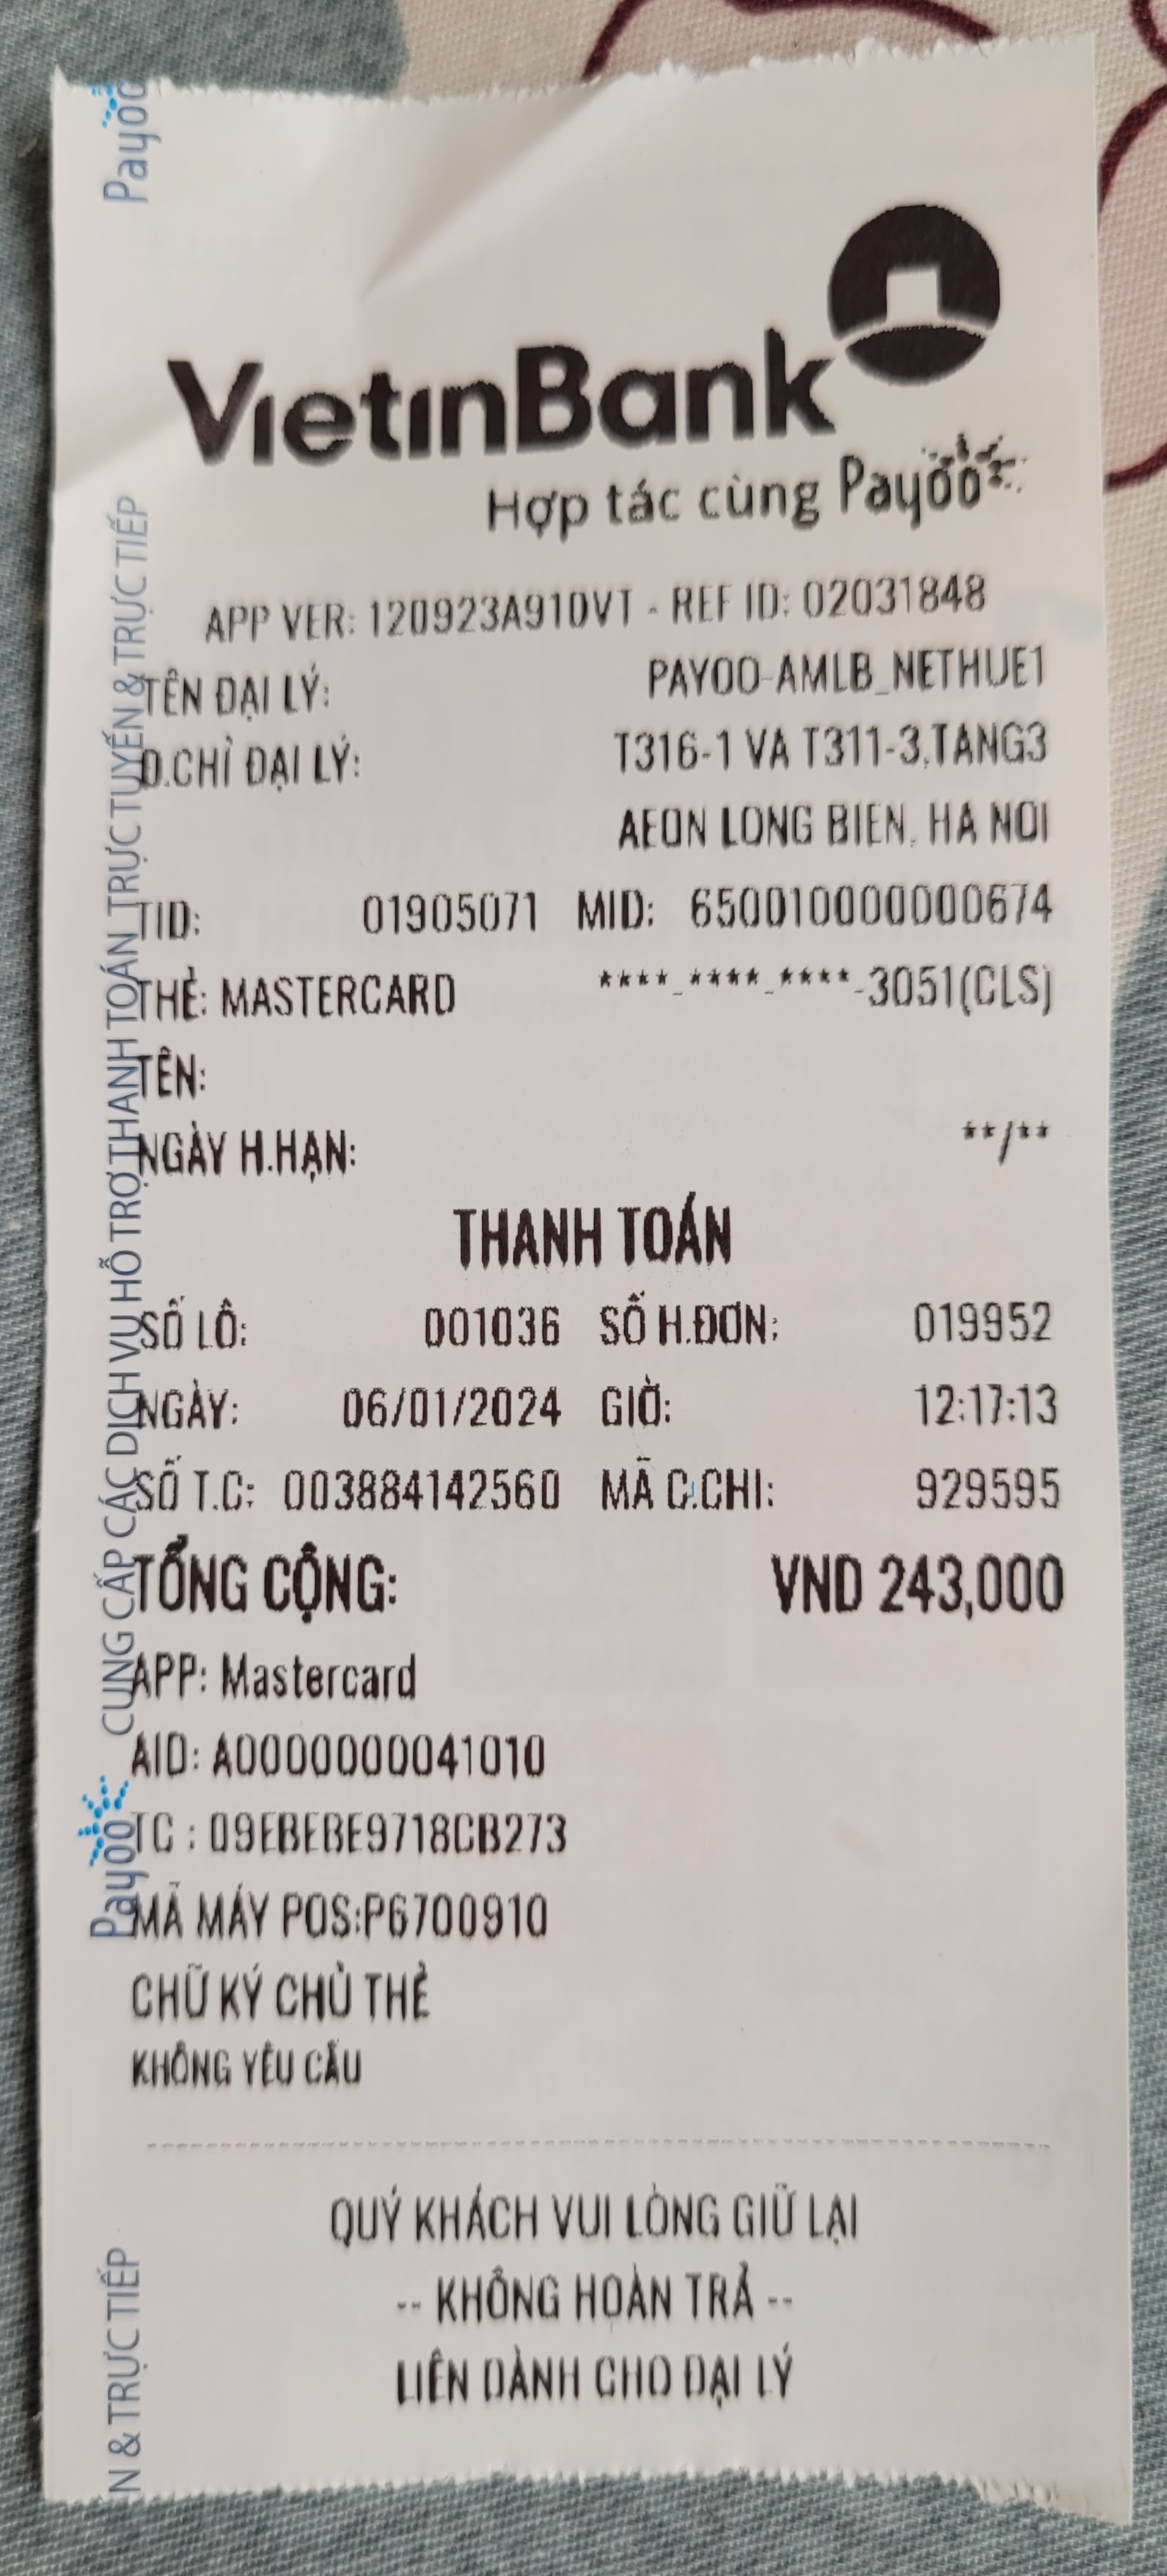 VietinBank
Hợp tác cùng Payoo
APP VER: 120923A910VT - REF ID: 02031848
TÊN ĐẠI LÝ: PAYOO-AMLB_NETHUE1
Đ.CHỈ ĐẠI LÝ: T316-1 VA T311-3,TANG3
AEON LONG BIEN, HA NOI
TID: 01905071 MID: 650010000000674
THẺ: MASTERCARD ****-****-****-3051(CLS)
TÊN:
NGÀY H.HẠN: **/**
THANH TOÁN
SỐ LÔ: 001036 SỐ H.ĐƠN: 019952
NGÀY: 06/01/2024 GIỜ: 12:17:13
SỐ T.C: 003884142560 MÃ C.CHI: 929595
TỔNG CỘNG: VND 243,000
APP: Mastercard
AID: A0000000041010
TC : 09EBEBE9718CB273
MÃ MÁY POS:P6700910
CHỮ KÝ CHỦ THẺ
KHÔNG YÊU CẦU
QUÝ KHÁCH VUI LÒNG GIỮ LẠI
-- KHÔNG HOÀN TRẢ --
LIÊN DÀNH CHO ĐẠI LÝ
Payoo
CUNG CẤP CÁC DỊCH VỤ HỖ TRỢ THANH TOÁN TRỰC TUYẾN & TRỰC TIẾP
Payoo
N & TRỰC TIẾP